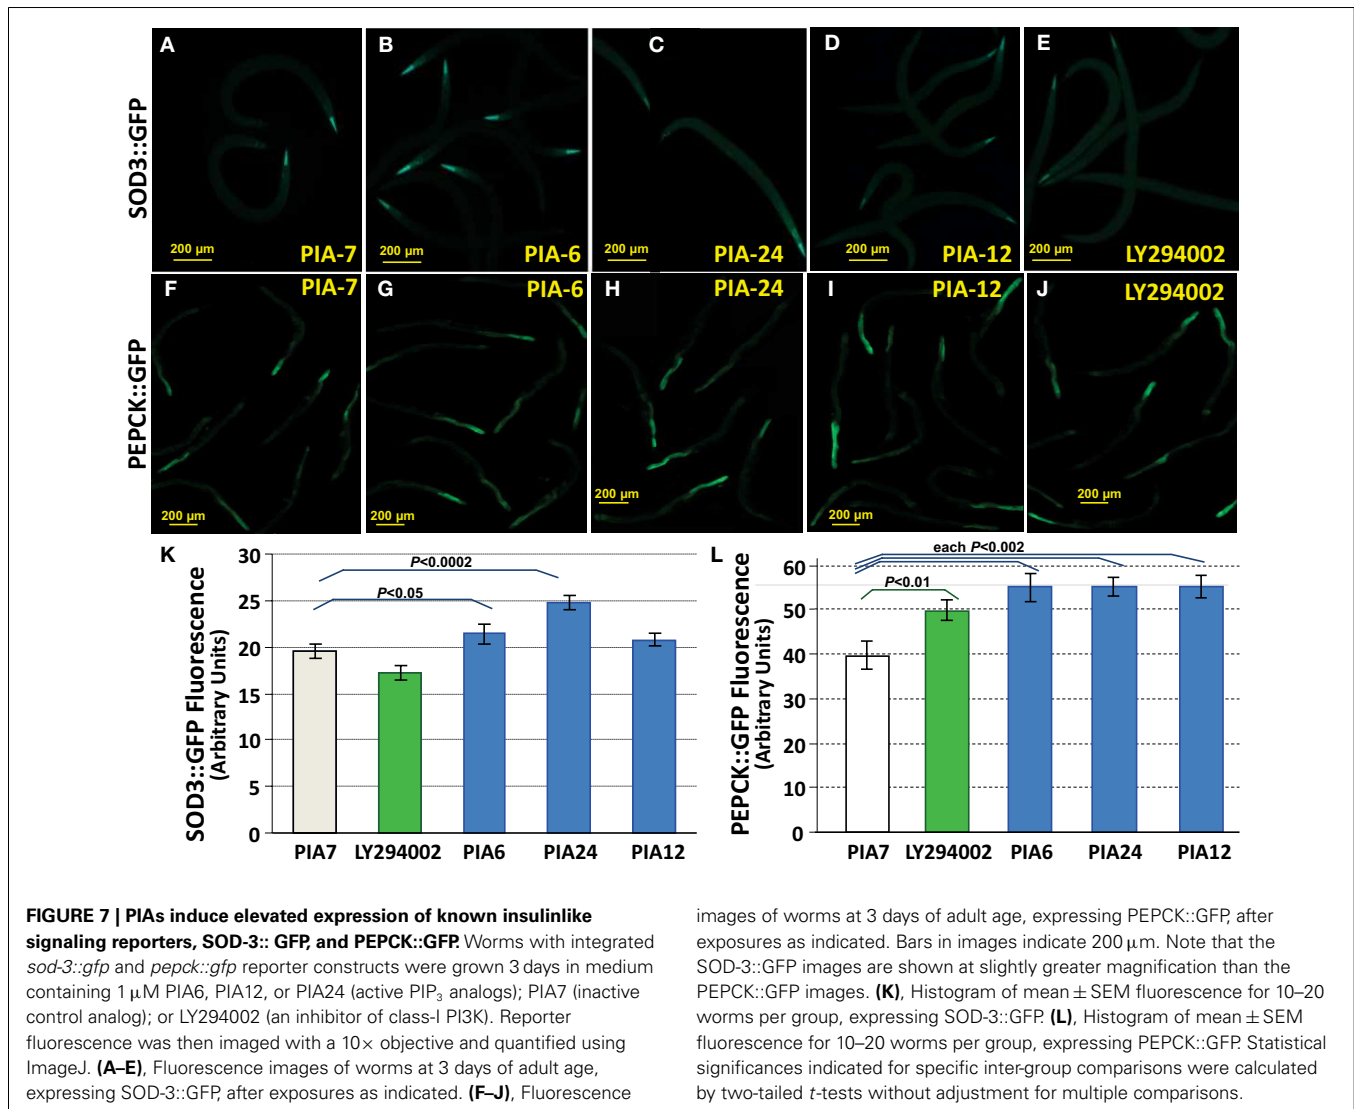 A
B
C
D
E
SOD3::GFP
200 µm
PIA-7
200 µm
PIA-6
200 µm
PIA-24
200 µm
PIA-12
200 µm
LY294002
F
PIA-7
G
PIA-6
H
PIA-24
I
PIA-12
J
LY294002
PEPCK::GFP
200 µm
200 µm
200 µm
200 µm
200 µm
K
SOD3::GFP Fluorescence
(Arbitrary Units)
30
25
20
15
10
5
0
P<0.0002
P<0.05
PIA7 LY294002 PIA6 PIA24 PIA12
L
PEPCK::GFP Fluorescence
(Arbitrary Units)
60
50
40
30
20
10
0
each P<0.002
P<0.01
PIA7 LY294002 PIA6 PIA24 PIA12
FIGURE 7 | PIAs induce elevated expression of known insulinlike
signaling reporters, SOD-3:: GFP, and PEPCK::GFP. Worms with integrated
sod-3::gfp and pepck::gfp reporter constructs were grown 3 days in medium
containing 1 µM PIA6, PIA12, or PIA24 (active PIP₃ analogs); PIA7 (inactive
control analog); or LY294002 (an inhibitor of class-I PI3K). Reporter
fluorescence was then imaged with a 10× objective and quantified using
ImageJ. (A–E), Fluorescence images of worms at 3 days of adult age,
expressing SOD-3::GFP, after exposures as indicated. (F–J), Fluorescence
images of worms at 3 days of adult age, expressing PEPCK::GFP, after
exposures as indicated. Bars in images indicate 200 µm. Note that the
SOD-3::GFP images are shown at slightly greater magnification than the
PEPCK::GFP images. (K), Histogram of mean ± SEM fluorescence for 10–20
worms per group, expressing SOD-3::GFP. (L), Histogram of mean ± SEM
fluorescence for 10–20 worms per group, expressing PEPCK::GFP. Statistical
significances indicated for specific inter-group comparisons were calculated
by two-tailed t-tests without adjustment for multiple comparisons.